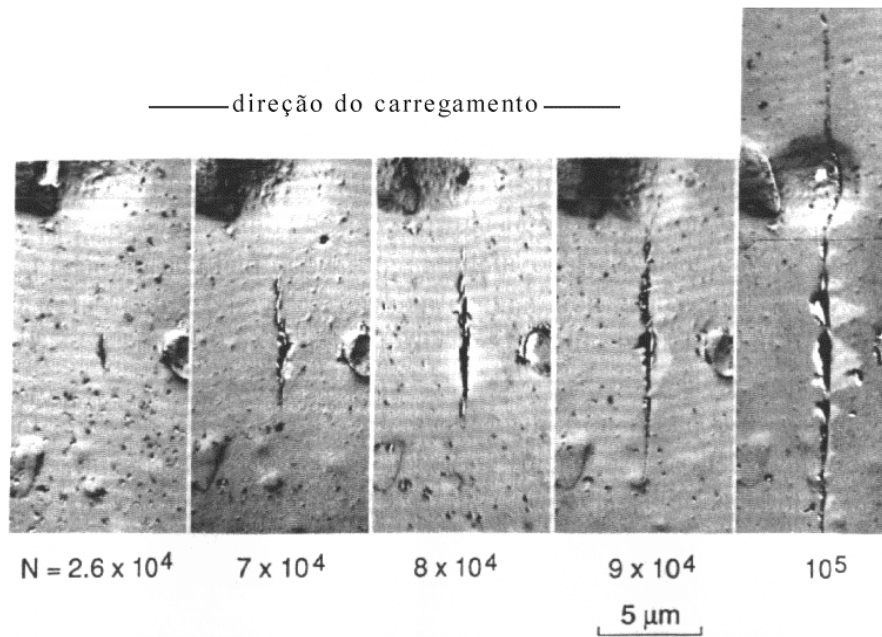 direção do carregamento
N = 2.6 x 10⁴
7 x 10⁴
8 x 10⁴
9 x 10⁴
10⁵
5 µm